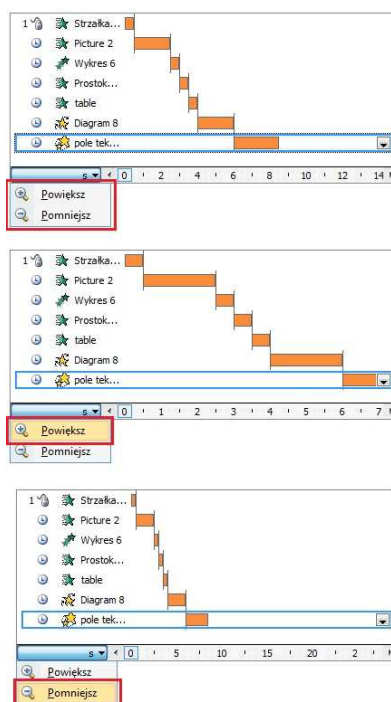 1 Strzałka...
Picture 2
Wykres 6
Prostok...
table
Diagram 8
pole tek...
s 0 2 4 6 8 10 12 14
Powiększ
Pomniejsz
1 Strzałka...
Picture 2
Wykres 6
Prostok...
table
Diagram 8
pole tek...
s 0 1 2 3 4 5 6 7
Powiększ
Pomniejsz
1 Strzałka...
Picture 2
Wykres 6
Prostok...
table
Diagram 8
pole tek...
s 0 5 10 15 20 2
Powiększ
Pomniejsz